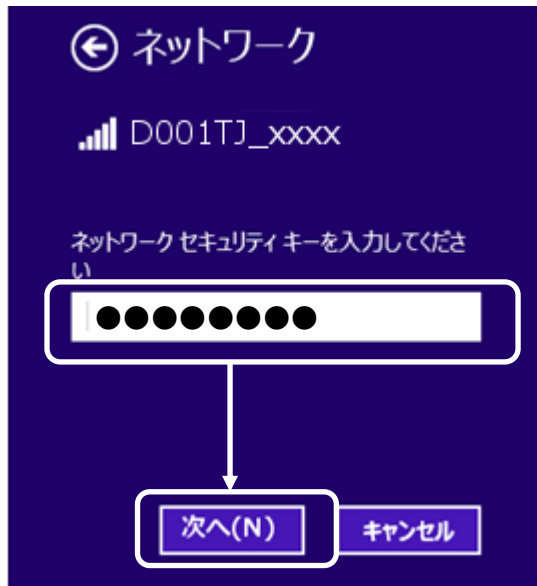 ネットワーク
D001TJ_xxxx
ネットワーク セキュリティ キーを入力してくださ
い
●●●●●●●●
次へ(N)
キャンセル